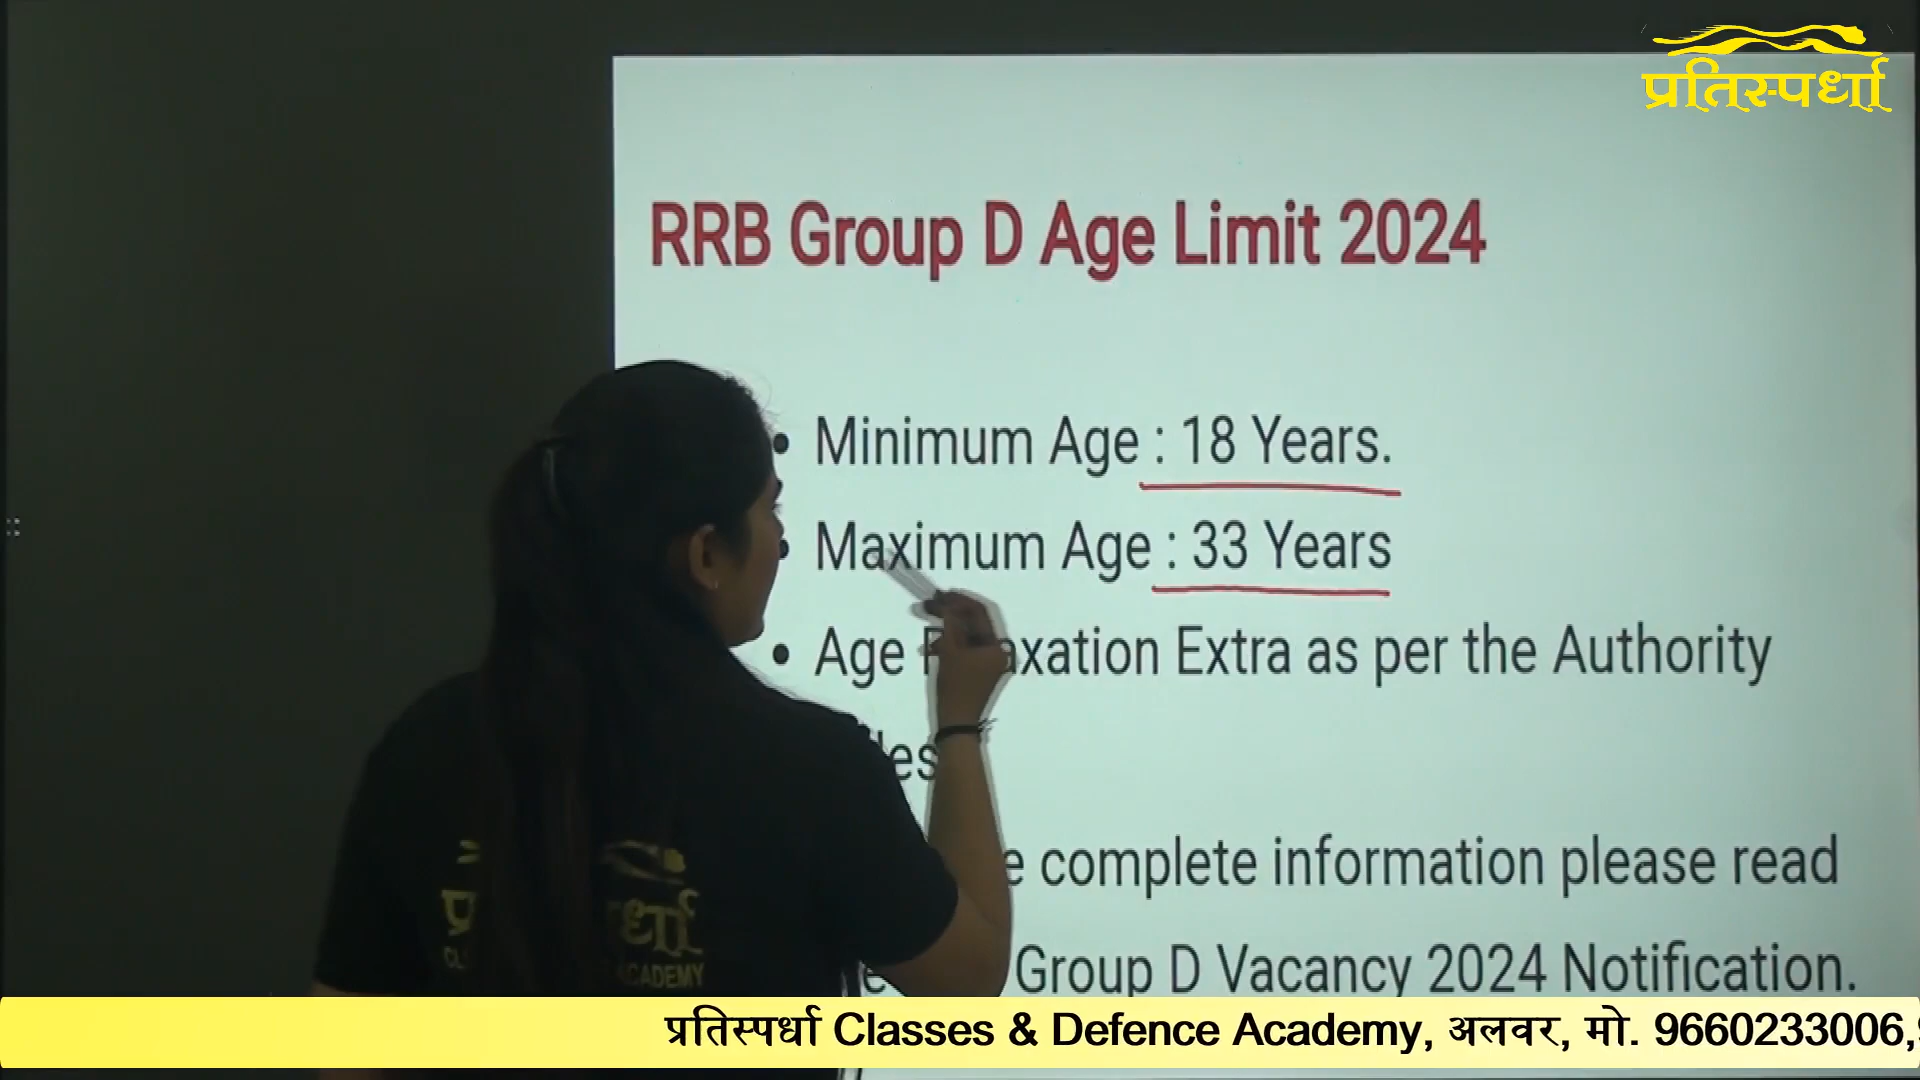 प्रतिस्पर्धा
RRB Group D Age Limit 2024
• Minimum Age : 18 Years.
• Maximum Age : 33 Years
• Age Extra as per the Authority
complete information please read
Group D Vacancy 2024 Notification.
ACADEMY
प्रतिस्पर्धा Classes & Defence Academy, अलवर, मो. 9660233006,